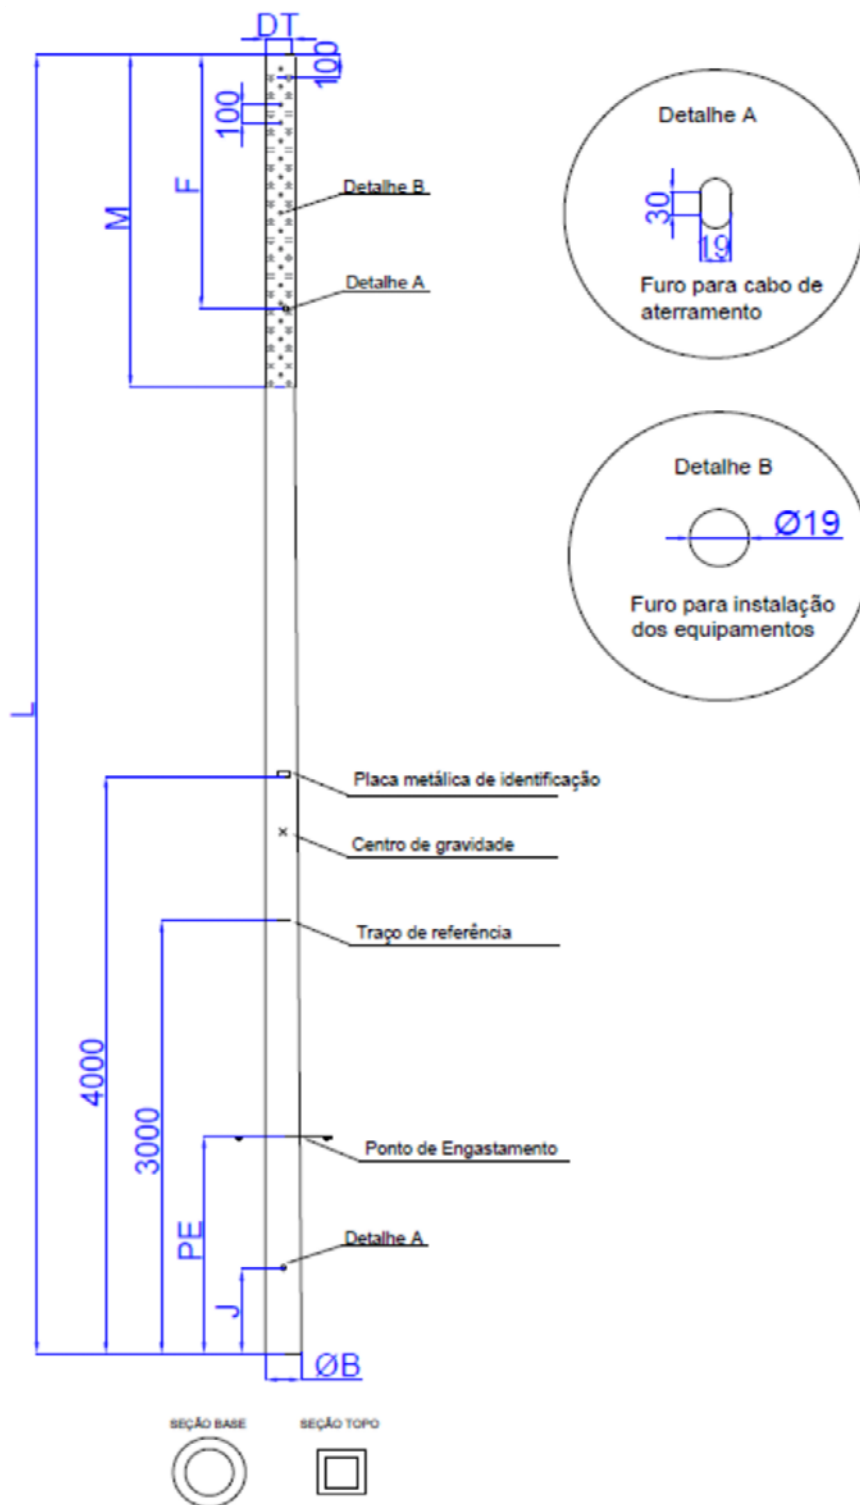 DT
100
100
F
M
Detalhe B
Detalhe A
L
Placa metálica de identificação
Centro de gravidade
Traço de referência
4000
3000
Ponto de Engastamento
PE
Detalhe A
J
ØB
SEÇÃO BASE
SEÇÃO TOPO
Detalhe A
30
19
Furo para cabo de
aterramento
Detalhe B
Ø19
Furo para instalação
dos equipamentos